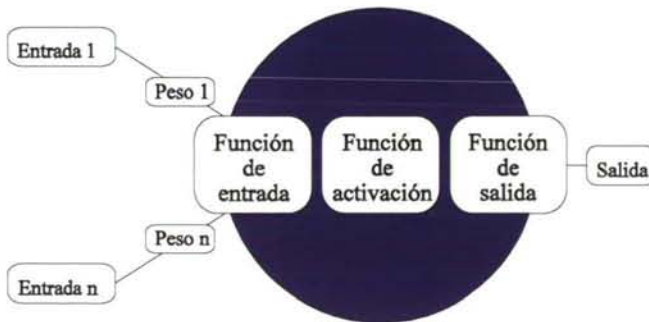 Entrada 1
Peso 1
Función
de
entrada
Función
de
activación
Función
de
salida
Salida
Peso n
Entrada n